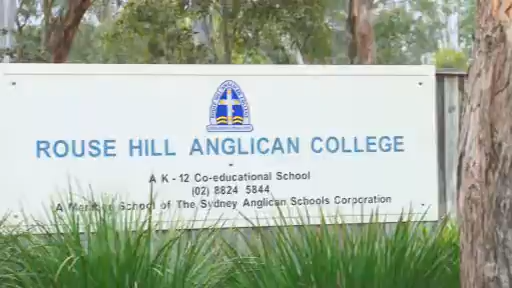 ROUSE HILL ANGLICAN COLLEGE
A K - 12 Co-educational School
(02) 8824 5844
A Member School of The Sydney Anglican Schools Corporation